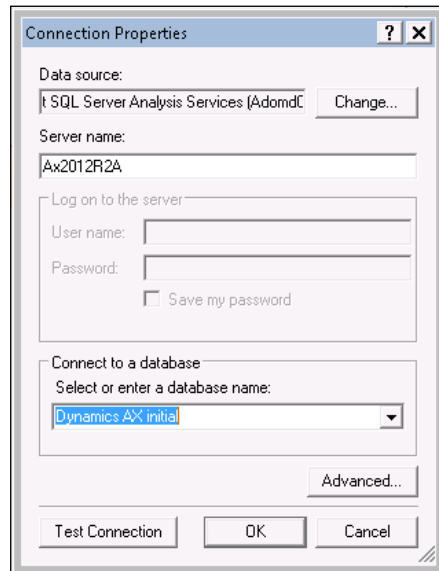 Connection Properties
Data source:
t SQL Server Analysis Services (AdomdC
Change...
Server name:
Ax2012R2A
Log on to the server
User name:
Password:
Save my password
Connect to a database
Select or enter a database name:
Dynamics AX initial
Advanced...
Test Connection OK Cancel